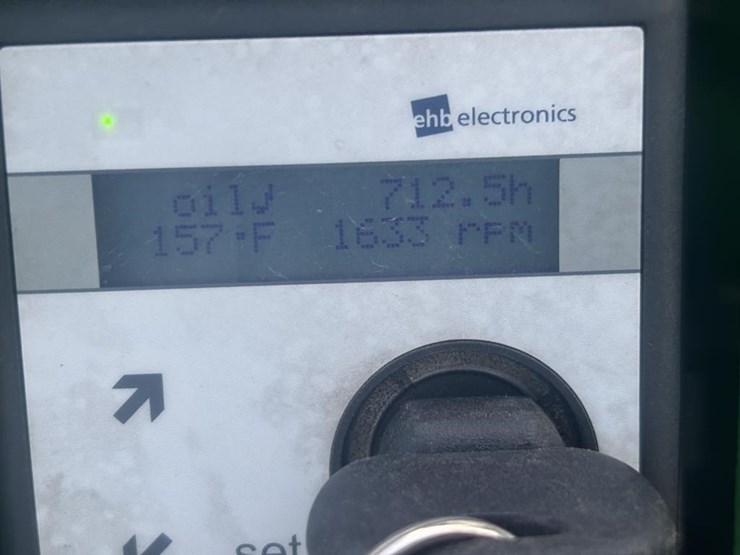 ehb electronics
oil√ 712.5h
157°F 1633 rpm
set